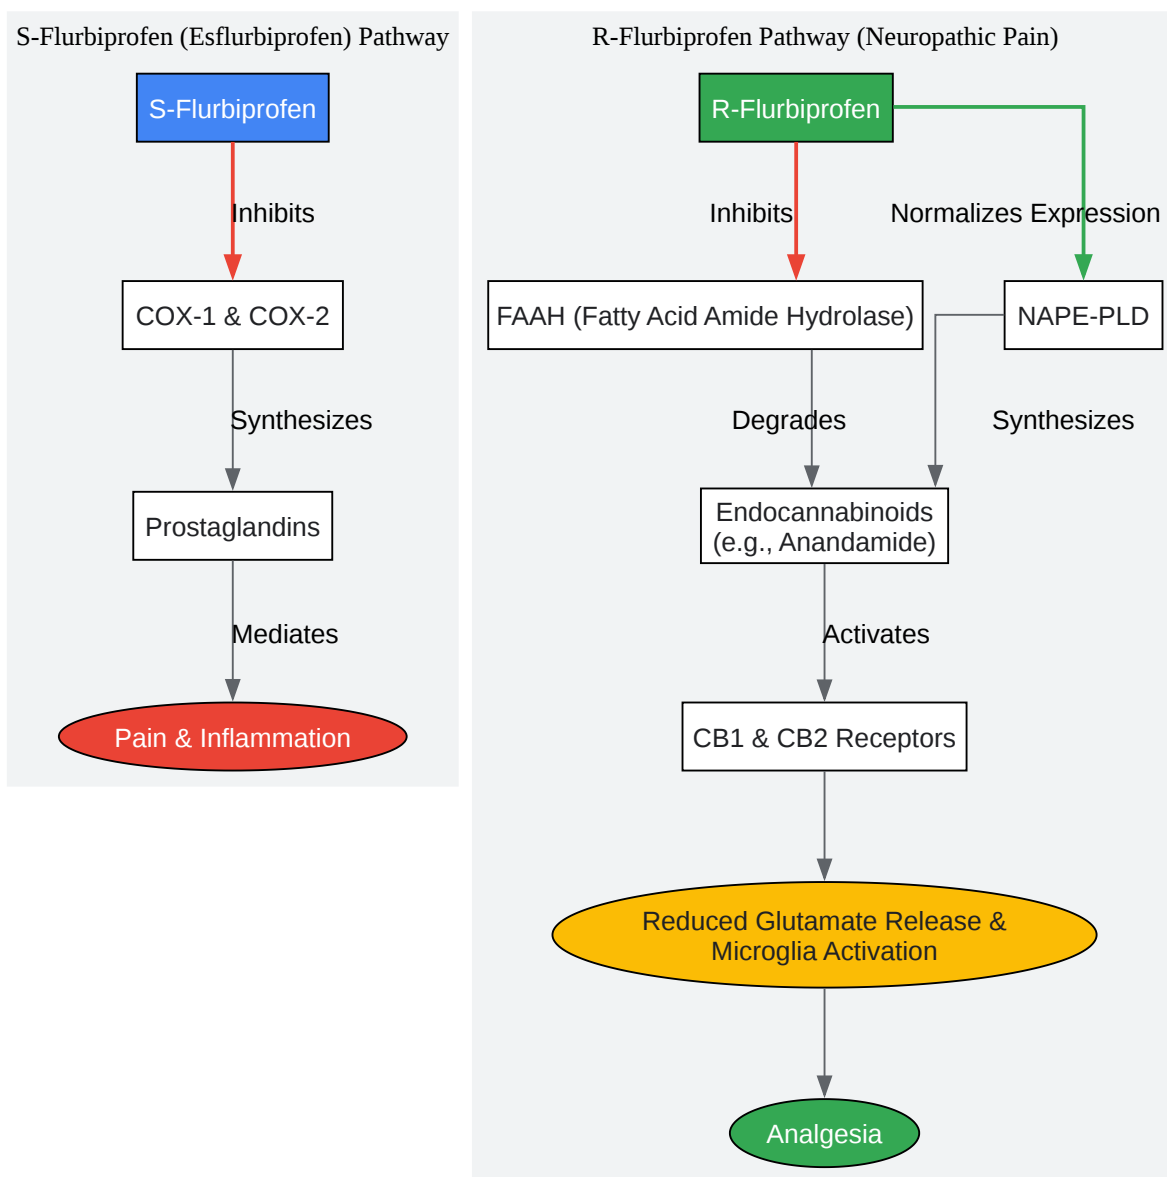 S-Flurbiprofen (Esflurbiprofen) Pathway
S-Flurbiprofen
Inhibits
COX-1 & COX-2
Synthesizes
Prostaglandins
Mediates
Pain & Inflammation
R-Flurbiprofen Pathway (Neuropathic Pain)
R-Flurbiprofen
Inhibits
Normalizes Expression
FAAH (Fatty Acid Amide Hydrolase)
NAPE-PLD
Degrades
Synthesizes
Endocannabinoids
(e.g., Anandamide)
Activates
CB1 & CB2 Receptors
Reduced Glutamate Release &
Microglia Activation
Analgesia